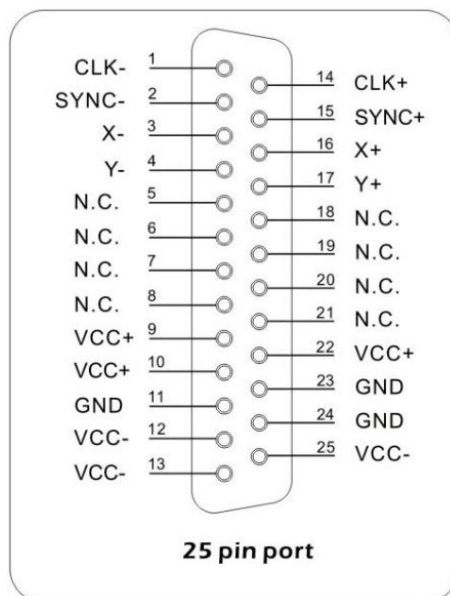 CLK- 1
14 CLK+
SYNC- 2
15 SYNC+
X- 3
16 X+
Y- 4
17 Y+
N.C. 5
18 N.C.
N.C. 6
19 N.C.
N.C. 7
20 N.C.
N.C. 8
21 N.C.
VCC+ 9
22 VCC+
VCC+ 10
23 GND
GND 11
24 GND
VCC- 12
25 VCC-
VCC- 13
25 pin port